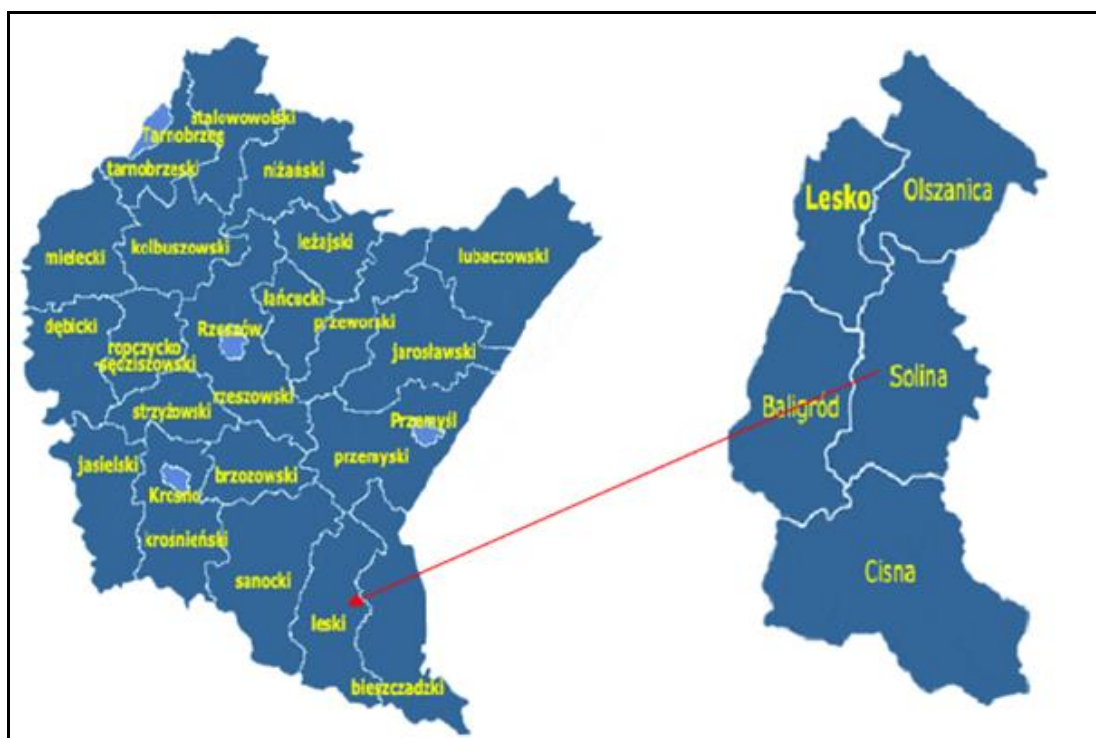 stalowowolski
Tarnobrzeg
tarnobrzeski
niżański
kolbuszowski
leżajski
mielecki
lubaczowski
łańcucki
dębicki
Rzeszów
przeworski
ropczycko
-sędziszowski
jarosławski
rzeszowski
strzyżowski
Przemyśl
jasielski
przemyski
brzozowski
Krosno
krośnieński
sanocki
leski
bieszczadzki
Lesko
Olszanica
Solina
Baligród
Cisna